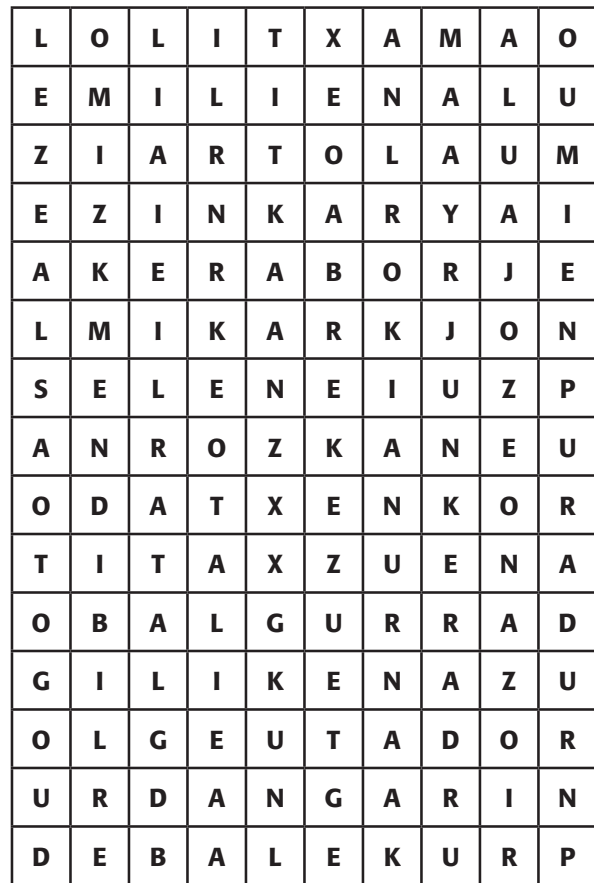 L O L I T X A M A O
E M I L I E N A L U
Z I A R T O L A U M
E Z I N K A R Y A I
A K E R A B O R J E
L M I K A R K J O N
S E L E N E I U Z P
A N R O Z K A N E U
O D A T X E N K O R
T I T A X Z U E N A
O B A L G U R R A D
G I L I K E N A Z U
O L G E U T A D O R
U R D A N G A R I N
D E B A L E K U R P